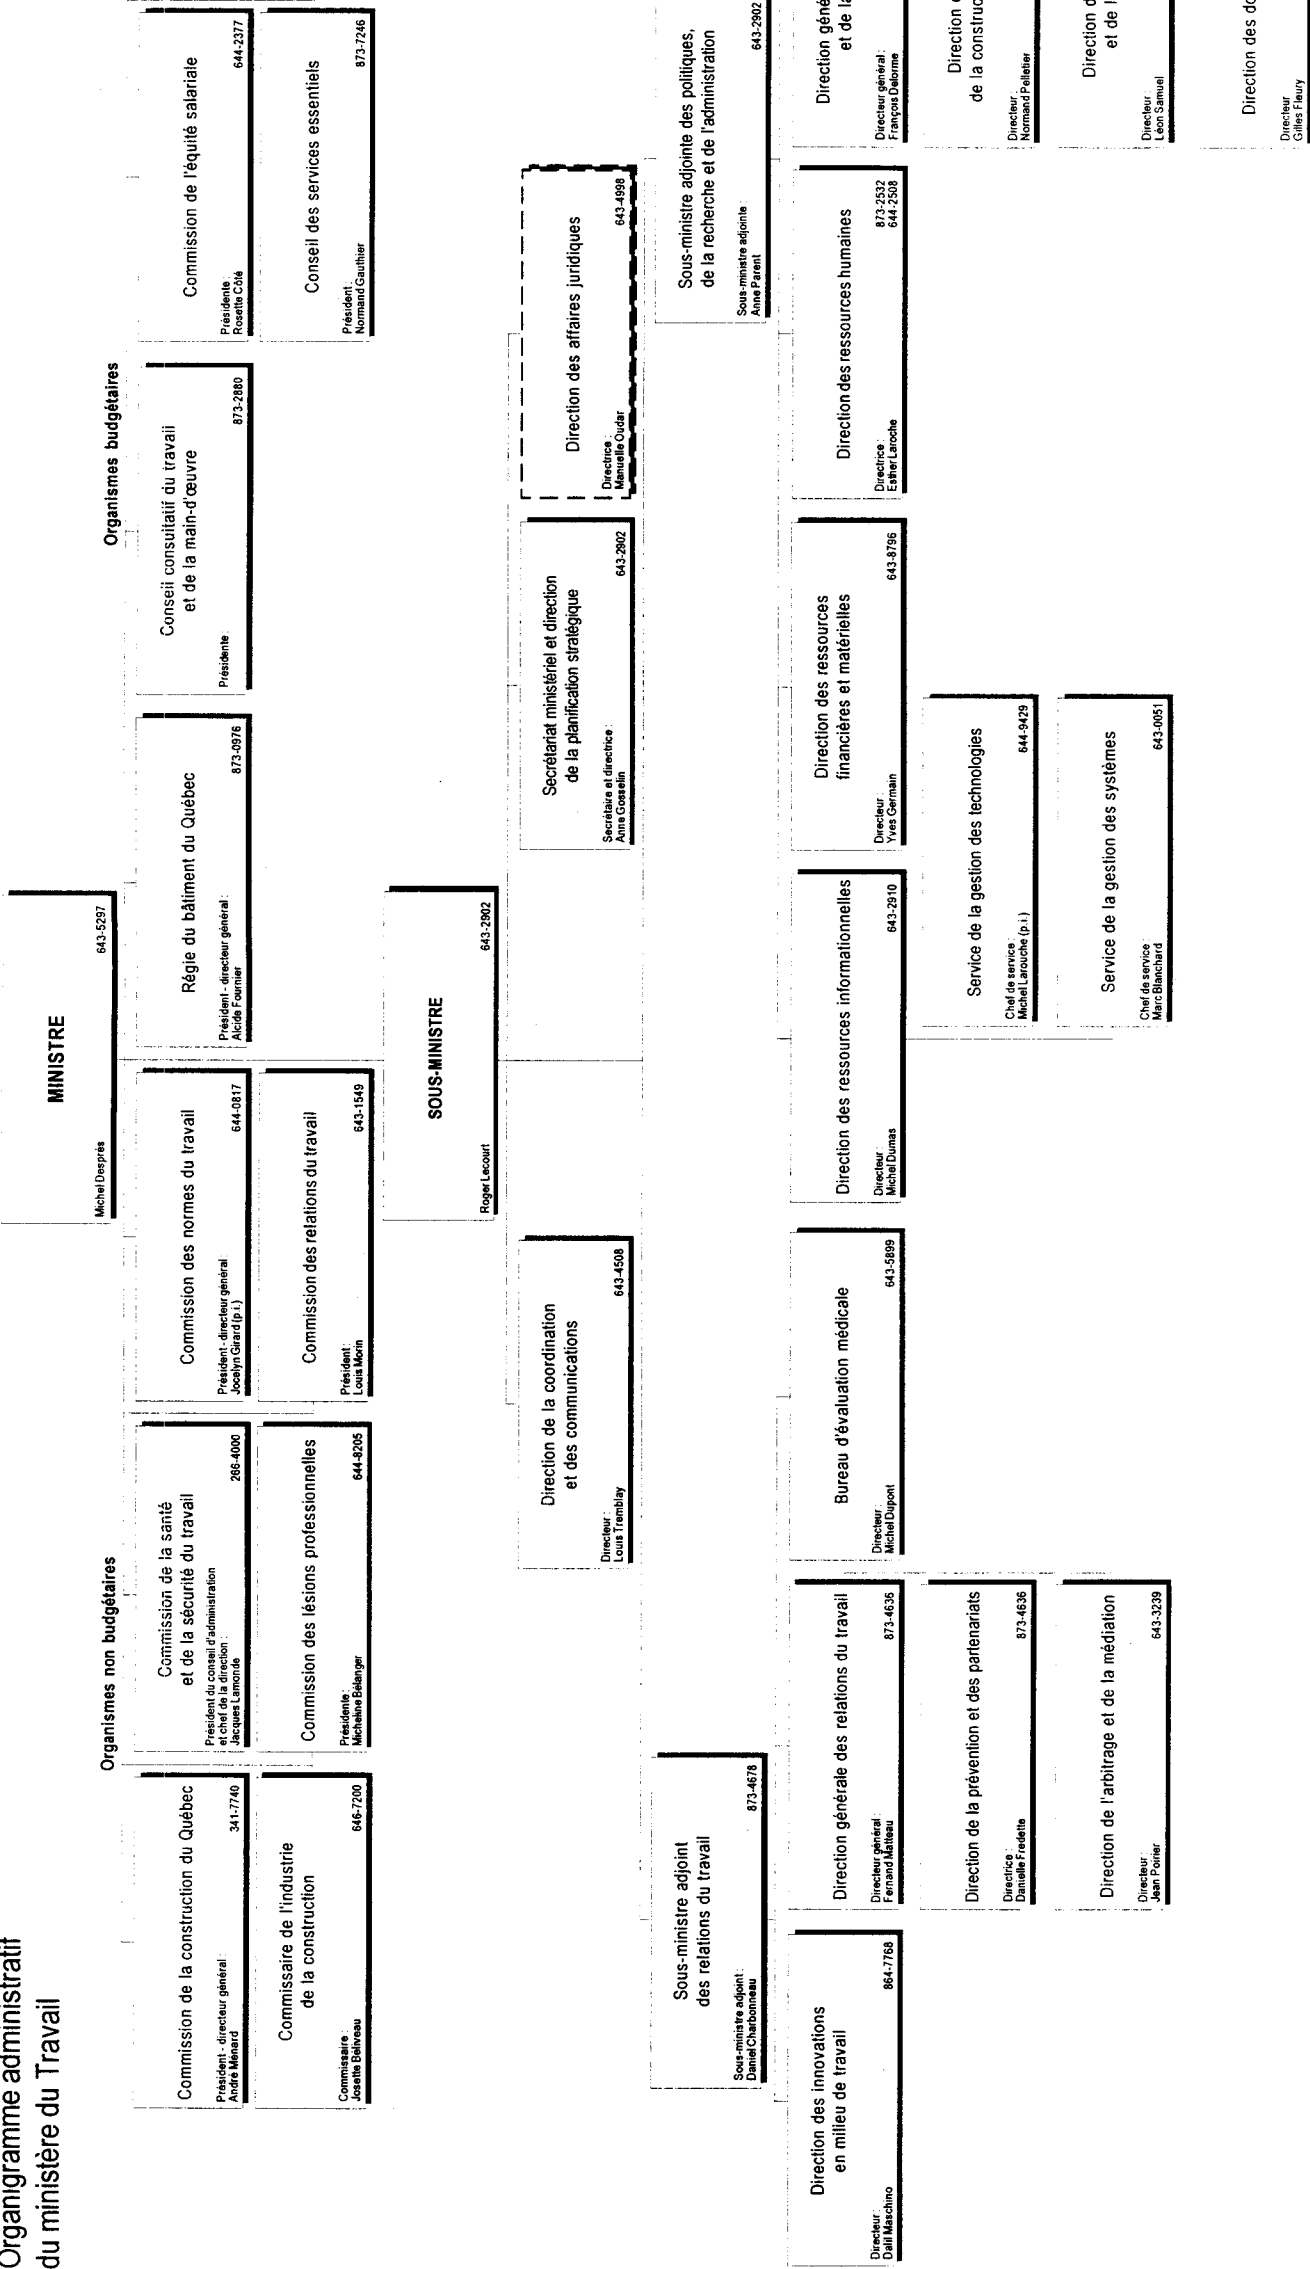 Organigramme administratif
du ministère du Travail
MINISTRE
Michel Després
643-5297
Organismes non budgétaires
Organismes budgétaires
Commission de la construction du Québec
Président - directeur général :
André Ménard
341-7740
Commissaire de l'industrie
de la construction
Commissaire :
Josette Béliveau
646-7200
Commission de la santé
et de la sécurité du travail
Président du conseil d'administration
et chef de la direction :
Jacques Lamonde
266-4000
Commission des lésions professionnelles
Présidente :
Micheline Bélanger
644-8205
Commission des normes du travail
Président - directeur général :
Jocelyn Girard (p.i.)
644-0817
Commission des relations du travail
Président :
Louis Morin
643-1549
Régie du bâtiment du Québec
Président - directeur général :
Alcide Fournier
873-0976
Conseil consultatif du travail
et de la main-d'œuvre
Présidente :
873-2880
Commission de l'équité salariale
Présidente :
Rosette Côté
644-2377
Conseil des services essentiels
Président :
Normand Gauthier
873-7246
SOUS-MINISTRE
Roger Lecourt
643-2902
Direction de la coordination
et des communications
Directeur :
Louis Tremblay
643-4508
Secrétariat ministériel et direction
de la planification stratégique
Secrétaire et directrice :
Anne Gosselin
643-2902
Direction des affaires juridiques
Directrice :
Manuelle Oudar
643-4998
Sous-ministre adjoint
des relations du travail
Sous-ministre adjoint :
Daniel Charbonneau
873-4678
Sous-ministre adjointe des politiques,
de la recherche et de l'administration
Sous-ministre adjointe :
Anne Parent
643-2902
Direction des innovations
en milieu de travail
Directeur :
Dalil Maschino
864-7768
Direction générale des relations du travail
Directeur général :
Fernand Matteau
873-4636
Direction de la prévention et des partenariats
Directrice :
Danielle Fredette
873-4636
Direction de l'arbitrage et de la médiation
Directeur :
Jean Poirier
643-3239
Bureau d'évaluation médicale
Directeur :
Michel Dupont
643-5899
Direction des ressources informationnelles
Directeur :
Michel Dumas
643-2910
Service de la gestion des technologies
Chef de service :
Michel Larouche (p.i.)
644-9429
Service de la gestion des systèmes
Chef de service :
Marc Blanchard
643-0051
Direction des ressources
financières et matérielles
Directeur :
Yves Germain
643-8796
Direction des ressources humaines
Directrice :
Esther Laroche
873-2532
644-2508
Direction géné
et de la
Directeur général :
François Delorme
Direction
de la construc
Directeur :
Normand Pelletier
Direction d
et de l
Directeur :
Léon Samuel
Direction des do
Directeur
Gilles Fleury